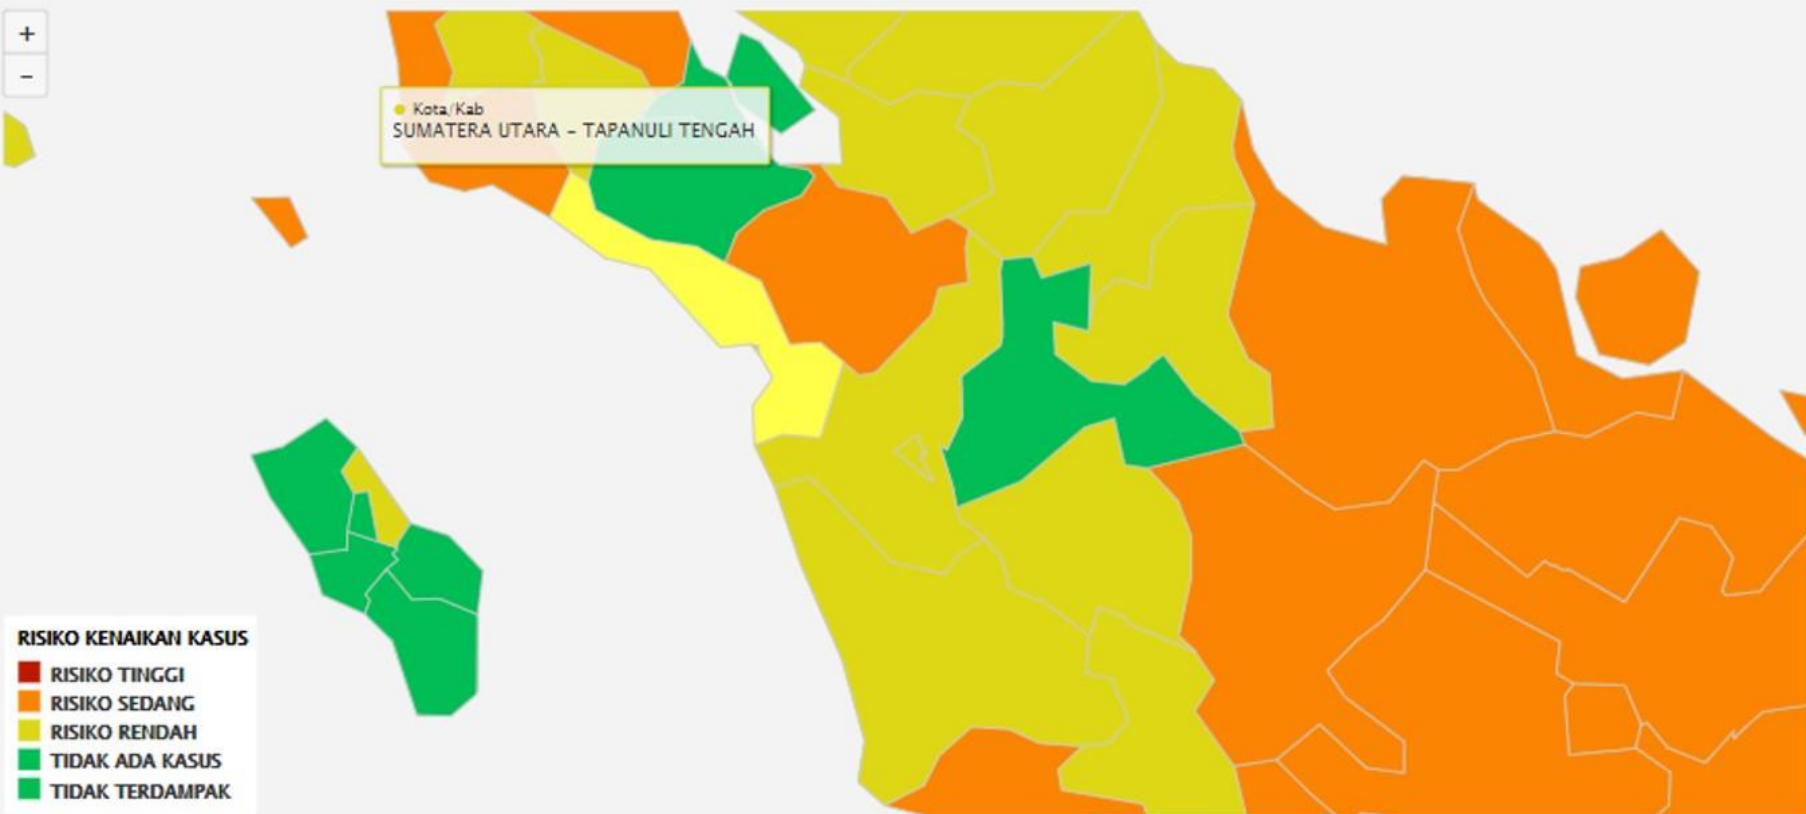 +
−
Kota/Kab
SUMATERA UTARA – TAPANULI TENGAH
RISIKO KENAIKAN KASUS
RISIKO TINGGI
RISIKO SEDANG
RISIKO RENDAH
TIDAK ADA KASUS
TIDAK TERDAMPAK